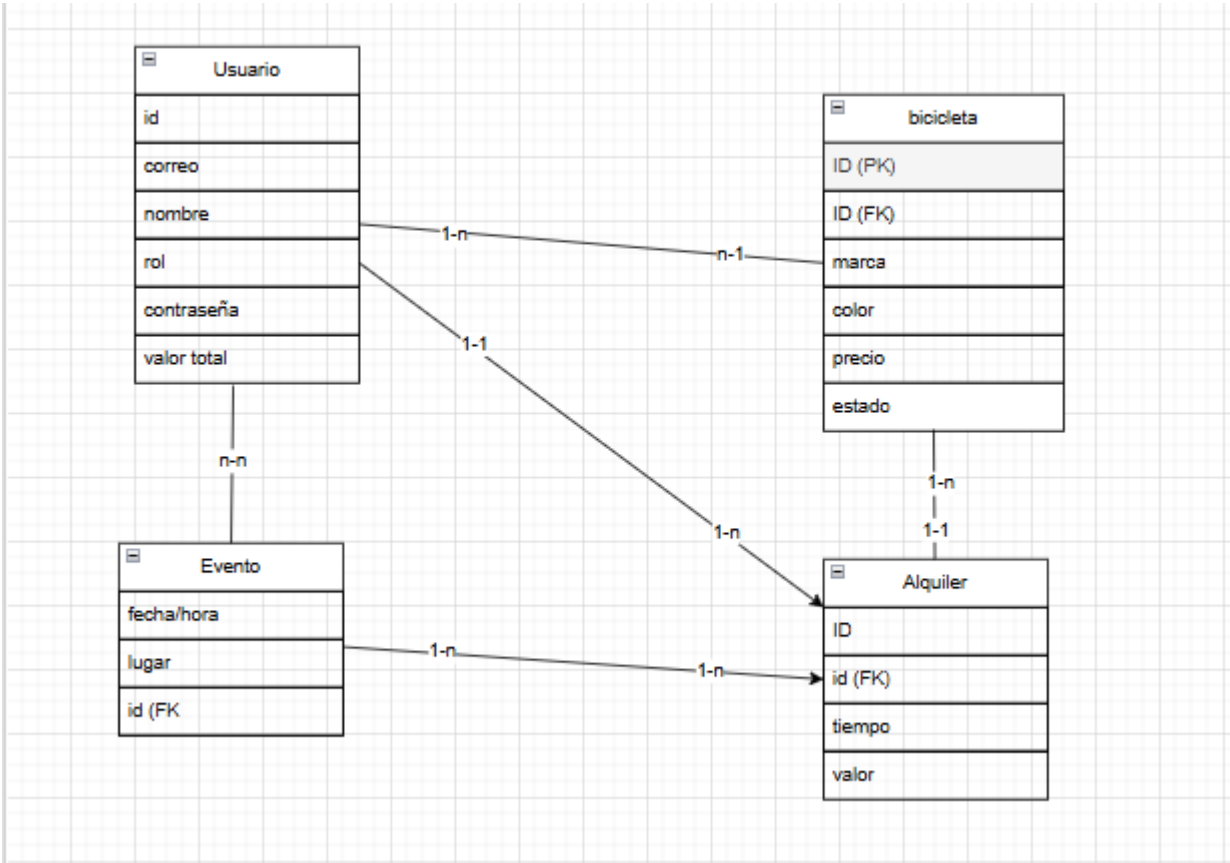 Usuario
id
correo
nombre
rol
contraseña
valor total
bicicleta
ID (PK)
ID (FK)
marca
color
precio
estado
1-n
n-1
1-1
1-n
n-n
1-n
1-1
Evento
fecha/hora
lugar
id (FK
1-n
1-n
Alquiler
ID
id (FK)
tiempo
valor